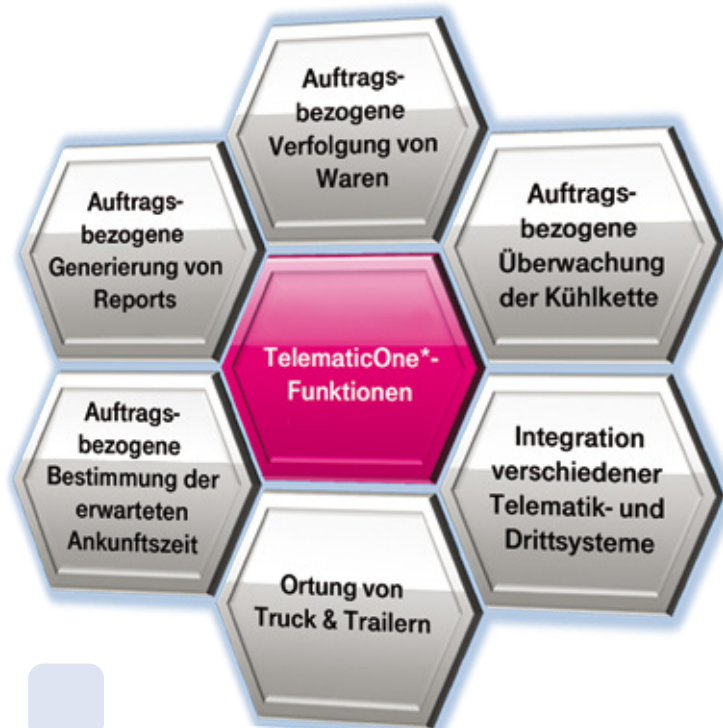 Auftrags-
bezogene
Verfolgung von
Waren
Auftrags-
bezogene
Generierung von
Reports
Auftrags-
bezogene
Überwachung
der Kühlkette
TelematicOne*-
Funktionen
Auftrags-
bezogene
Bestimmung der
erwarteten
Ankunftszeit
Integration
verschiedener
Telematik- und
Drittsysteme
Ortung von
Truck & Trailern